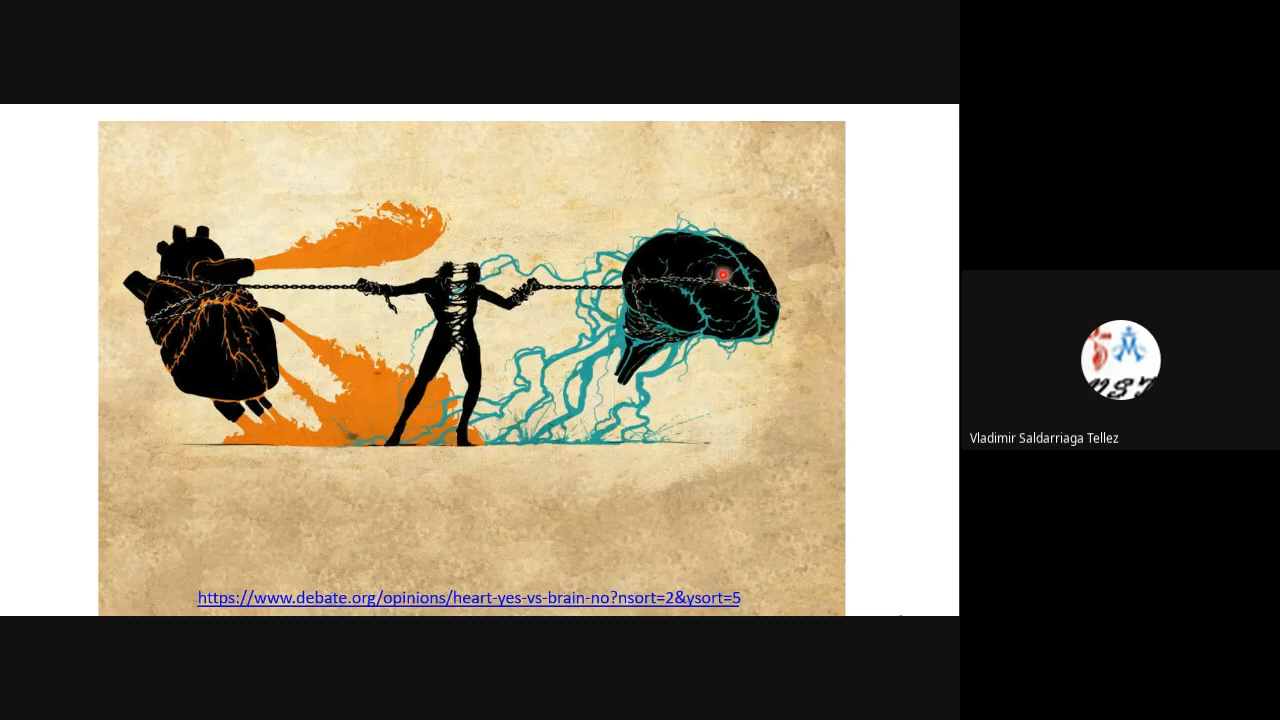 https://www.debate.org/opinions/heart-yes-vs-brain-no?nsort=2&ysort=5
Vladimir Saldarriaga Tellez